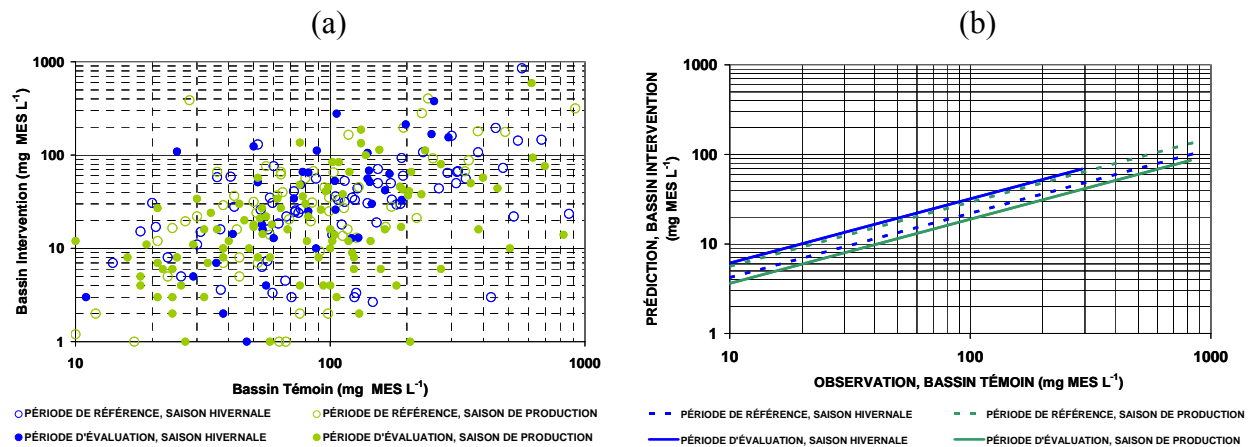 (a)
(b)
Bassin Intervention (mg MES L-1)
1000
100
10
1
10
100
1000
Bassin Témoin (mg MES L-1)
○ PÉRIODE DE RÉFÉRENCE, SAISON HIVERNALE
○ PÉRIODE DE RÉFÉRENCE, SAISON DE PRODUCTION
● PÉRIODE D'ÉVALUATION, SAISON HIVERNALE
● PÉRIODE D'ÉVALUATION, SAISON DE PRODUCTION
PRÉDICTION, BASSIN INTERVENTION
(mg MES L-1)
1000
100
10
1
10
100
1000
OBSERVATION, BASSIN TÉMOIN (mg MES L-1)
PÉRIODE DE RÉFÉRENCE, SAISON HIVERNALE
PÉRIODE DE RÉFÉRENCE, SAISON DE PRODUCTION
PÉRIODE D'ÉVALUATION, SAISON HIVERNALE
PÉRIODE D'ÉVALUATION, SAISON DE PRODUCTION